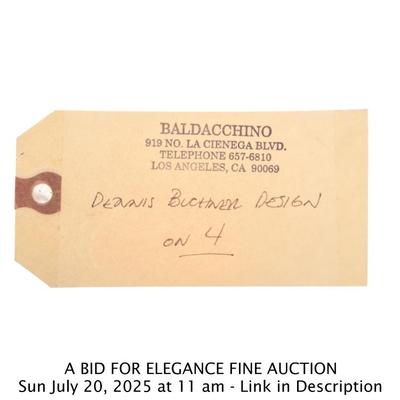 BALDACCHINO
919 NO. LA CIENEGA BLVD.
TELEPHONE 657-6810
LOS ANGELES, CA 90069
DENNIS BUCHNER DESIGN
ON 4
A BID FOR ELEGANCE FINE AUCTION
Sun July 20, 2025 at 11 am - Link in Description